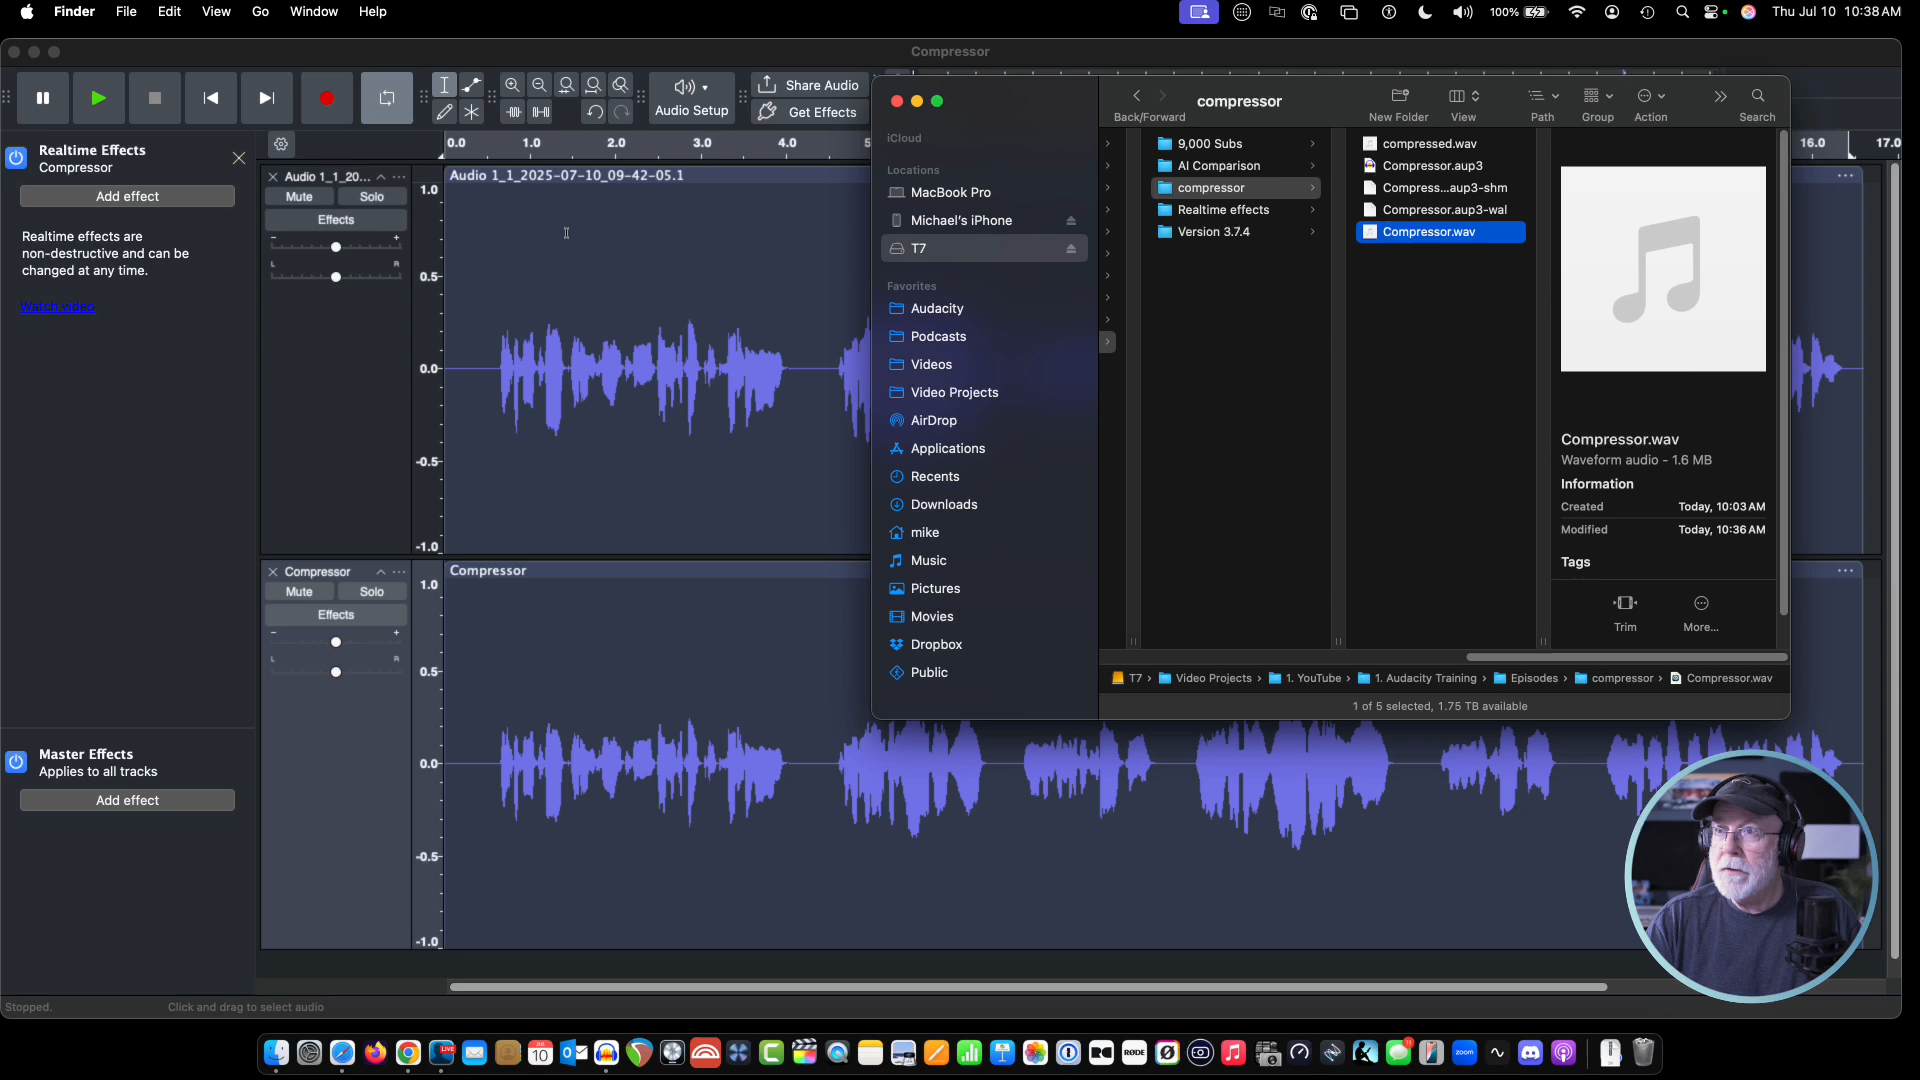 Finder File Edit View Go Window Help
100% Thu Jul 10 10:38 AM
Compressor
Audio Setup
Share Audio
Get Effects
Realtime Effects
Compressor
Add effect
Realtime effects are
non-destructive and can be
changed at any time.
Watch video
Master Effects
Applies to all tracks
Add effect
0.0 1.0 2.0 3.0 4.0 5 16.0 17.0
Audio 1_1_20...
Mute Solo
Effects
- +
L R
1.0
0.5
0.0
-0.5
-1.0
Audio 1_1_2025-07-10_09-42-05.1
Compressor
Mute Solo
Effects
- +
L R
1.0
0.5
0.0
-0.5
-1.0
Compressor
Stopped. Click and drag to select audio
iCloud
Locations
MacBook Pro
Michael's iPhone
T7
Favorites
Audacity
Podcasts
Videos
Video Projects
AirDrop
Applications
Recents
Downloads
mike
Music
Pictures
Movies
Dropbox
Public
compressor
Back/Forward New Folder View Path Group Action Search
9,000 Subs
AI Comparison
compressor
Realtime effects
Version 3.7.4
compressed.wav
Compressor.aup3
Compress...aup3-shm
Compressor.aup3-wal
Compressor.wav
Compressor.wav
Waveform audio - 1.6 MB
Information
Created Today, 10:03 AM
Modified Today, 10:36 AM
Tags
Trim More...
T7 › Video Projects › 1. YouTube › 1. Audacity Training › Episodes › compressor › Compressor.wav
1 of 5 selected, 1.75 TB available
LIVE
JUL
10
RØDE
11
zoom